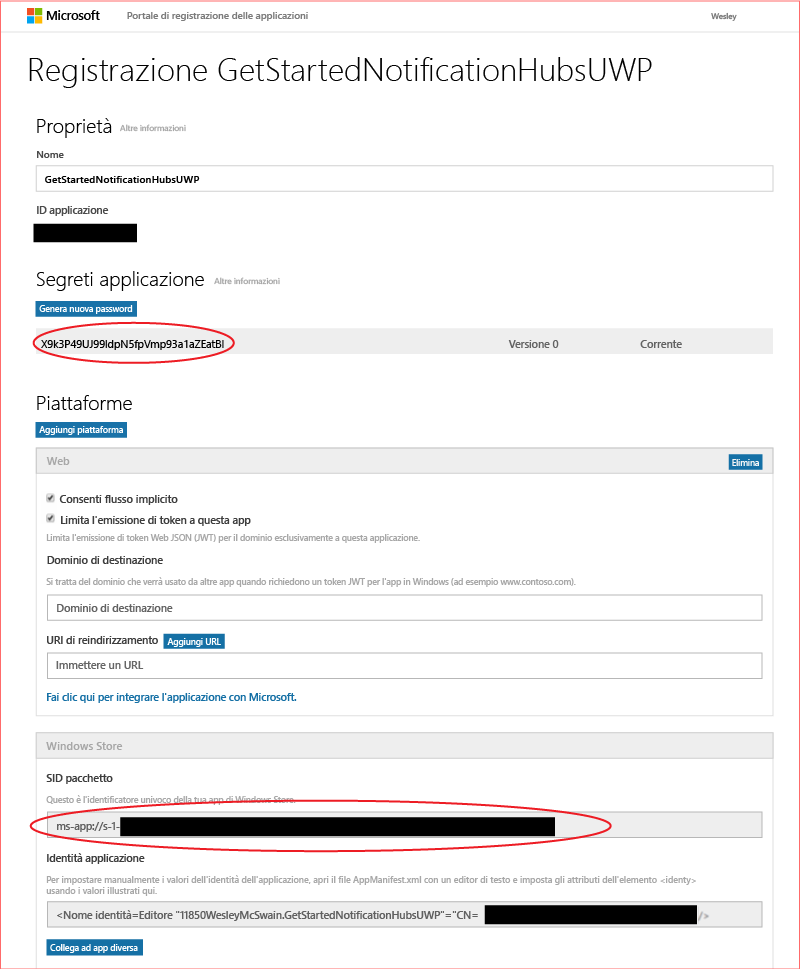 Microsoft Portale di registrazione delle applicazioni Wesley
Registrazione GetStartedNotificationHubsUWP
Proprietà Altre informazioni
Nome
GetStartedNotificationHubsUWP
ID applicazione
Segreti applicazione Altre informazioni
Genera nuova password
X9k3P49UJ99ldpN5fpVmp93a1aZEatBl Versione 0 Corrente
Piattaforme
Aggiungi piattaforma
Web Elimina
Consenti flusso implicito
Limita l'emissione di token a questa app
Limita l'emissione di token Web JSON (JWT) per il dominio esclusivamente a questa applicazione.
Dominio di destinazione
Si tratta del dominio che verrà usato da altre app quando richiedono un token JWT per l'app in Windows (ad esempio www.contoso.com).
Dominio di destinazione
URI di reindirizzamento Aggiungi URL
Immettere un URL
Fai clic qui per integrare l'applicazione con Microsoft.
Windows Store
SID pacchetto
Questo è l'identificatore univoco della tua app di Windows Store.
ms-app://s-1-
Identità applicazione
Per impostare manualmente i valori dell'identità dell'applicazione, apri il file AppManifest.xml con un editor di testo e imposta gli attributi dell'elemento <identy>
usando i valori illustrati qui.
<Nome identità=Editore "11850WesleyMcSwain.GetStartedNotificationHubsUWP"="CN= />
Collega ad app diversa